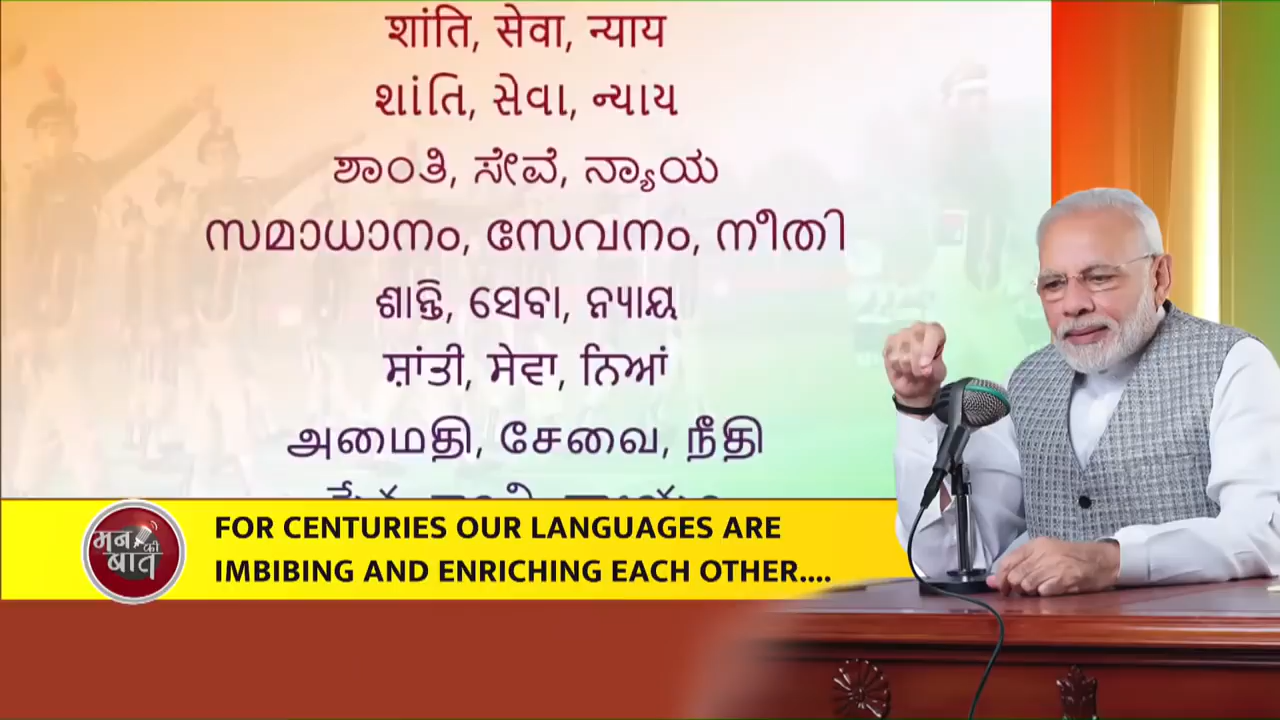 शांति, सेवा, न्याय
શાંતિ, સેવા, ન્યાય
ಶಾಂತಿ, ಸೇವೆ, ನ್ಯಾಯ
സമാധാനം, സേവനം, നീതി
ଶାନ୍ତି, ସେବା, ନ୍ୟାୟ
ਸ਼ਾਂਤੀ, ਸੇਵਾ, ਨਿਆਂ
அமைதி, சேவை, நீதி
मन की बात
FOR CENTURIES OUR LANGUAGES ARE
IMBIBING AND ENRICHING EACH OTHER....